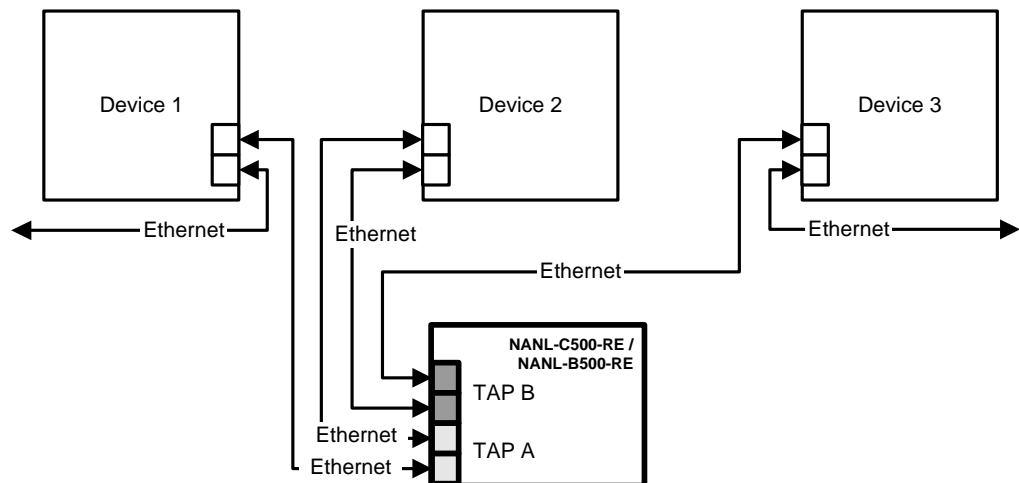 Device 1
Device 2
Device 3
Ethernet
Ethernet
Ethernet
Ethernet
NANL-C500-RE /
NANL-B500-RE
TAP B
Ethernet
TAP A
Ethernet